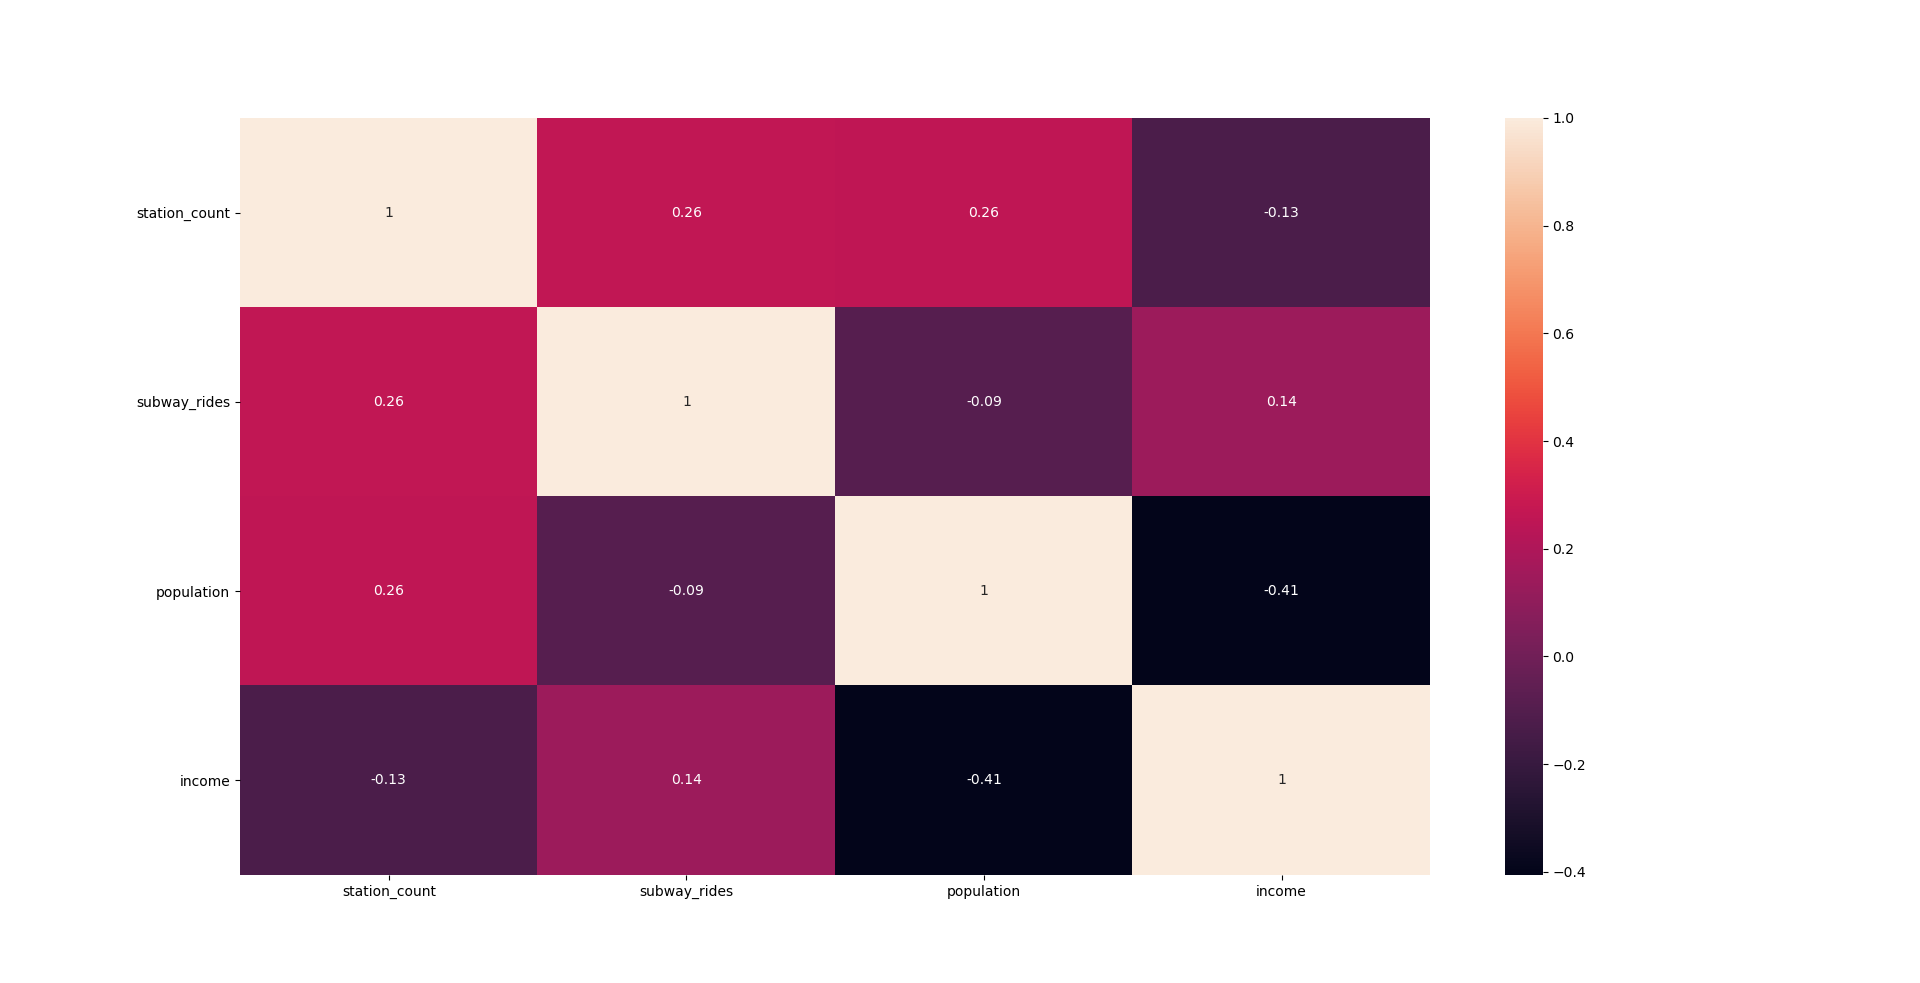 station_count 1 0.26 0.26 -0.13
subway_rides 0.26 1 -0.09 0.14
population 0.26 -0.09 1 -0.41
income -0.13 0.14 -0.41 1
station_count subway_rides population income
1.0
0.8
0.6
0.4
0.2
0.0
−0.2
−0.4